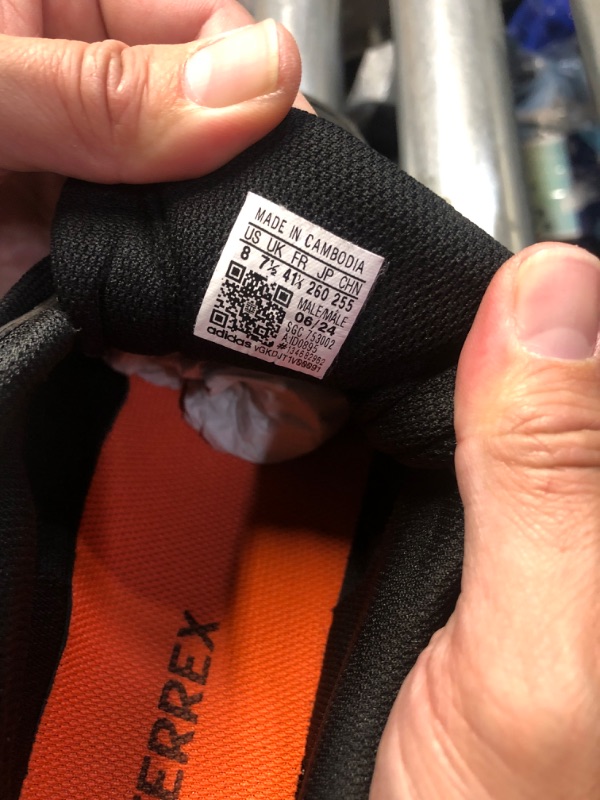 MADE IN CAMBODIA
US UK FR JP CHN
8 7½ 41⅓ 260 255
MALE/MALE
06/24
SGC 753002
#134682962
adidas
TERREX